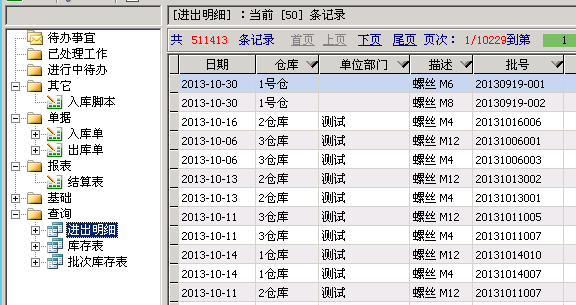 待办事宜
已处理工作
进行中待办
其它
入库脚本
单据
入库单
出库单
报表
结算表
基础
查询
进出明细
库存表
批次库存表
[进出明细] : 当前 [50] 条记录
共 511413 条记录 首页 上页 下页 尾页 页次: 1/10229到第 1
日期 仓库 单位部门 描述 批号
2013-10-30 1号仓 螺丝 M6 20130919-001
2013-10-30 1号仓 螺丝 M8 20130919-002
2013-10-16 2仓库 测试 螺丝 M4 20131016006
2013-10-06 3仓库 测试 螺丝 M12 20131006001
2013-10-06 3仓库 测试 螺丝 M4 20131006003
2013-10-13 2仓库 测试 螺丝 M12 20131013002
2013-10-13 2仓库 测试 螺丝 M4 20131013001
2013-10-11 3仓库 测试 螺丝 M12 20131011005
2013-10-11 3仓库 测试 螺丝 M4 20131011007
2013-10-14 1仓库 测试 螺丝 M12 20131014010
2013-10-14 2仓库 测试 螺丝 M4 20131014007
2013-10-11 2仓库 测试 螺丝 M12 20131011007